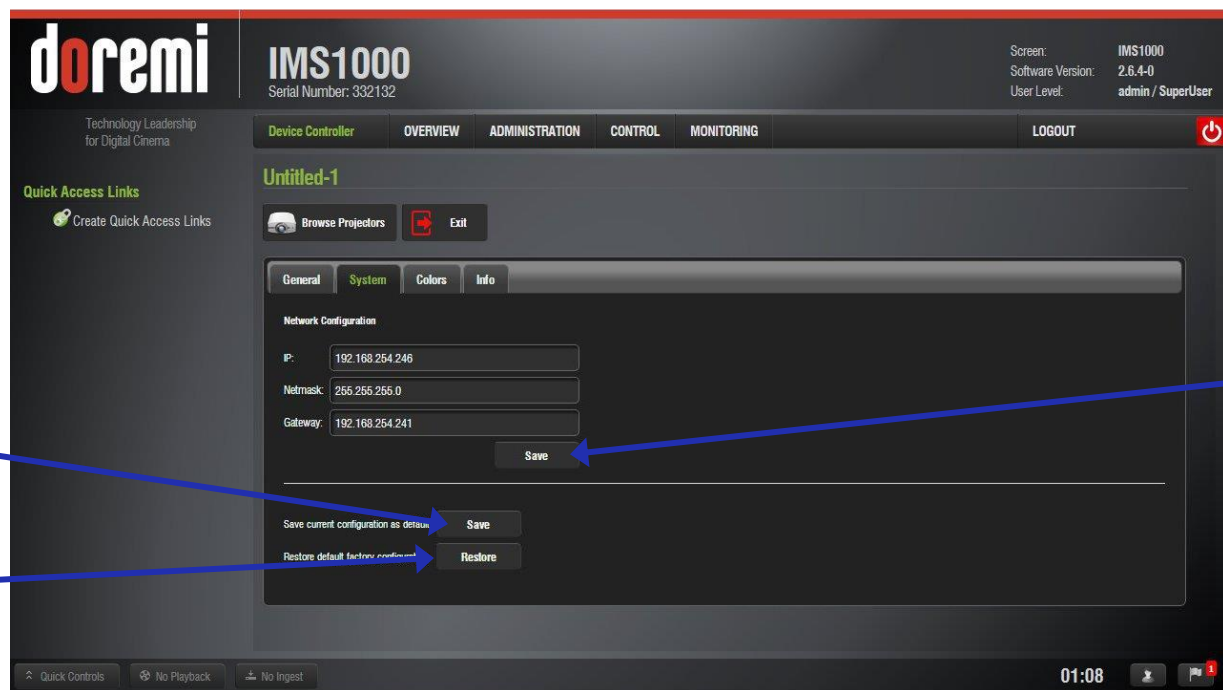 doremi
Technology Leadership
for Digital Cinema
IMS1000
Serial Number: 332132
Screen: IMS1000
Software Version: 2.6.4-0
User Level: admin / SuperUser
Device Controller OVERVIEW ADMINISTRATION CONTROL MONITORING LOGOUT
Quick Access Links
Create Quick Access Links
Untitled-1
Browse Projectors Exit
General System Colors Info
Network Configuration
IP: 192.168.254.246
Netmask: 255.255.255.0
Gateway: 192.168.254.241
Save
Save current configuration as Save
Restore default factory Restore
Quick Controls No Playback No Ingest 01:08 1